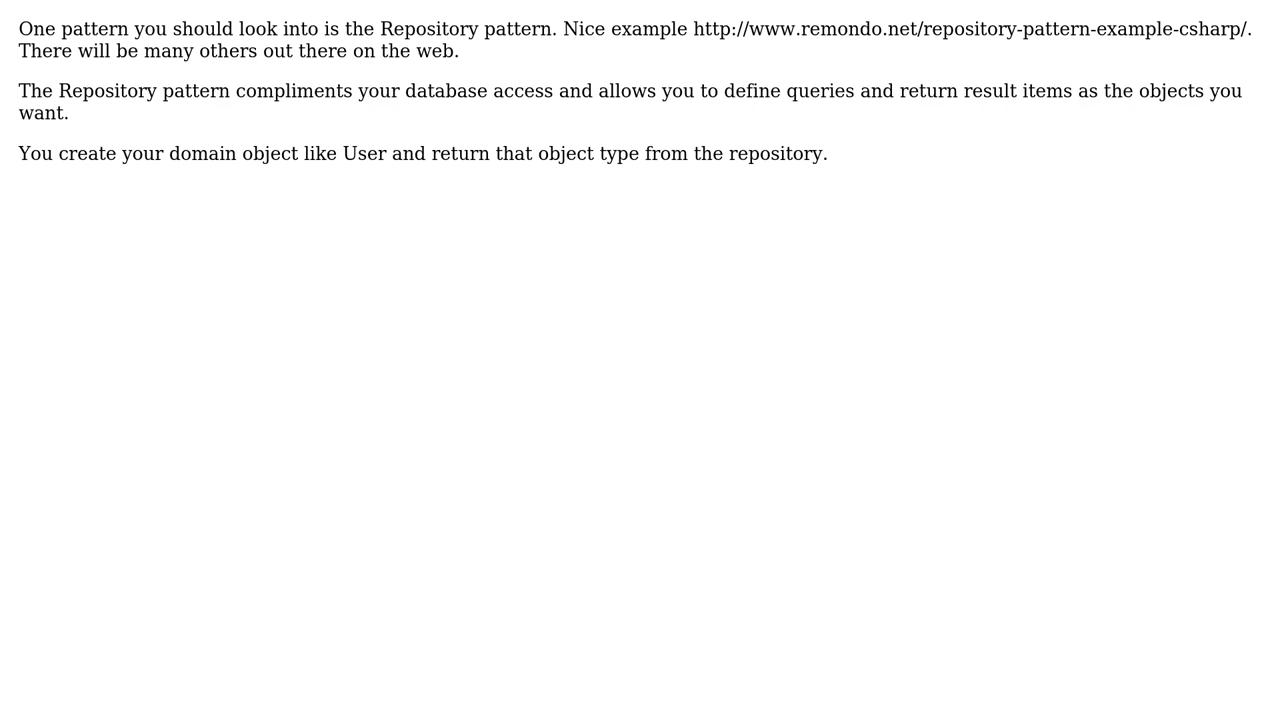 One pattern you should look into is the Repository pattern. Nice example http://www.remondo.net/repository-pattern-example-csharp/.
There will be many others out there on the web.
The Repository pattern compliments your database access and allows you to define queries and return result items as the objects you
want.
You create your domain object like User and return that object type from the repository.